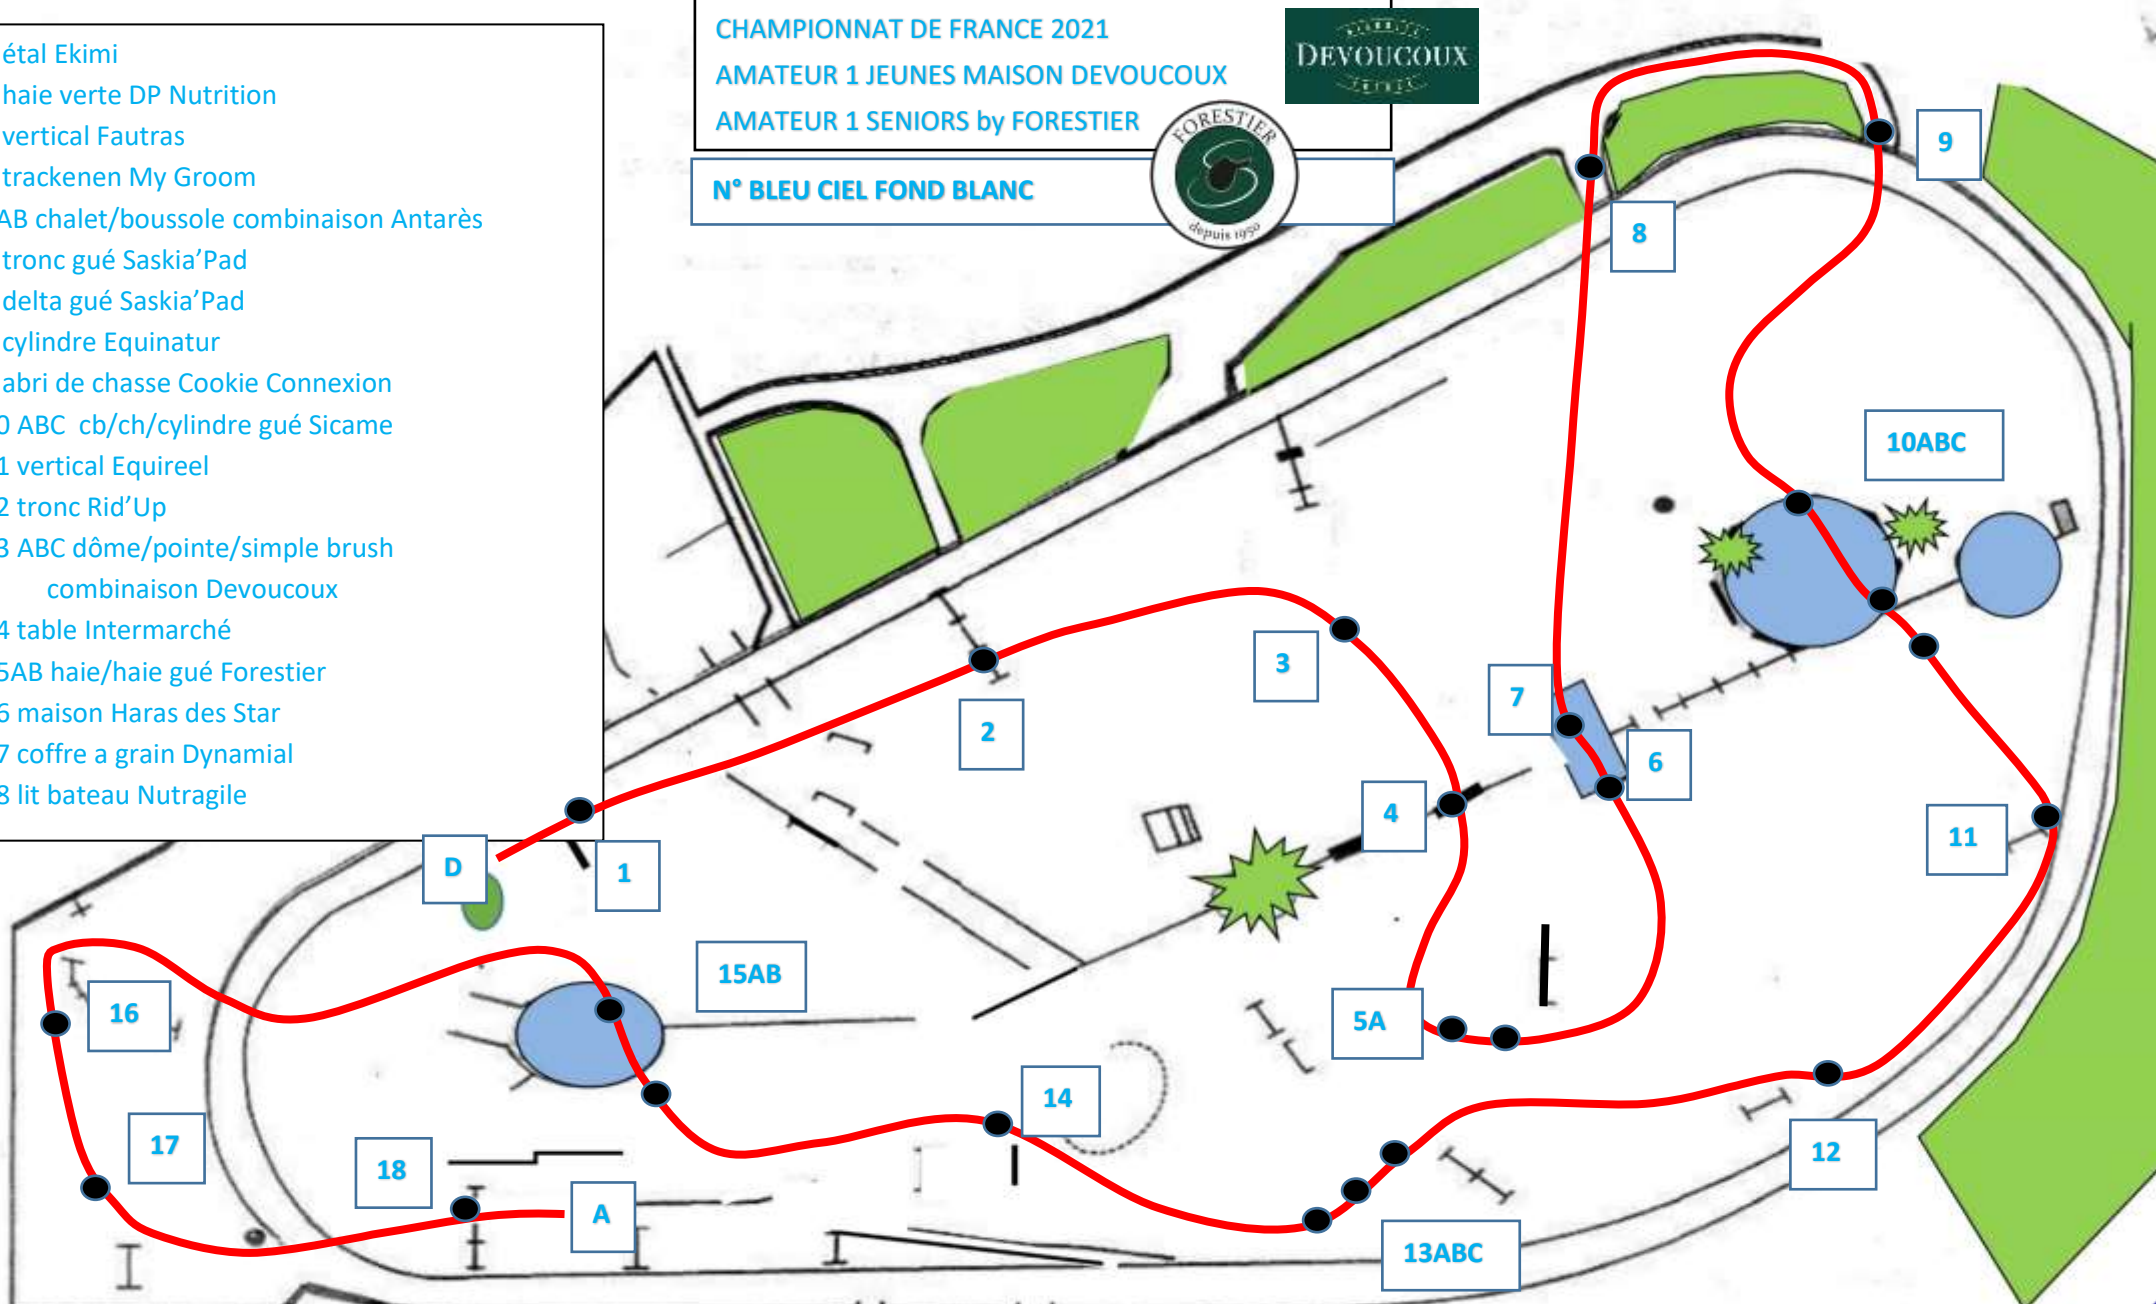 étal Ekimi
haie verte DP Nutrition
vertical Fautras
trackenen My Groom
AB chalet/boussole combinaison Antarès
tronc gué Saskia'Pad
delta gué Saskia'Pad
cylindre Equinatur
abri de chasse Cookie Connexion
0 ABC cb/ch/cylindre gué Sicame
1 vertical Equireel
2 tronc Rid'Up
3 ABC dôme/pointe/simple brush
combinaison Devoucoux
4 table Intermarché
5AB haie/haie gué Forestier
6 maison Haras des Star
7 coffre a grain Dynamial
8 lit bateau Nutragile
CHAMPIONNAT DE FRANCE 2021
AMATEUR 1 JEUNES MAISON DEVOUCOUX
AMATEUR 1 SENIORS by FORESTIER
N° BLEU CIEL FOND BLANC
DEVOUCOUX
FORESTIER
depuis 1950
9
8
10ABC
3
7
2
6
4
11
D
1
15AB
5A
16
14
17
12
18
A
13ABC